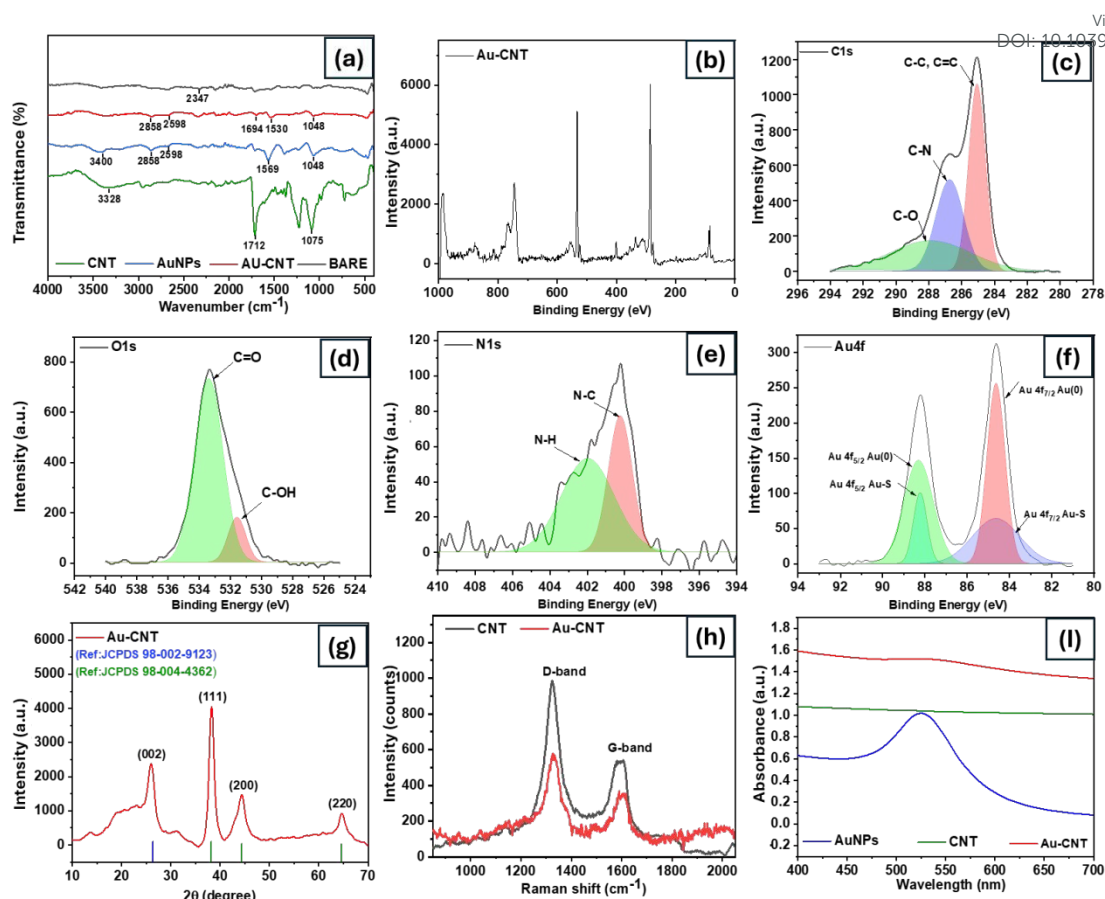 Vi
DOI: 10.1039
(a)
2347
2858
2598
1694
1530
1048
3400
2858
2598
1569
1048
3328
1712
1075
CNT AuNPs AU-CNT BARE
4000 3500 3000 2500 2000 1500 1000 500
Wavenumber (cm-1)
Transmittance (%)
(b)
Au-CNT
6000
4000
2000
0
1000 800 600 400 200 0
Binding Energy (eV)
Intensity (a.u.)
(c)
C1s
C-C, C=C
C-N
C-O
1200
1000
800
600
400
200
0
296 294 292 290 288 286 284 282 280 278
Binding Energy (eV)
Intensity (a.u.)
(d)
O1s
C=O
C-OH
800
600
400
200
0
542 540 538 536 534 532 530 528 526 524
Binding Energy (eV)
Intensity (a.u.)
(e)
N1s
N-C
N-H
120
100
80
60
40
20
0
410 408 406 404 402 400 398 396 394
Binding Energy (eV)
Intensity (a.u.)
(f)
Au4f
Au 4f7/2 Au(0)
Au 4f5/2 Au(0)
Au 4f5/2 Au-S
Au 4f7/2 Au-S
300
250
200
150
100
50
0
92 90 88 86 84 82 80
Binding Energy (eV)
Intensity (a.u.)
(g)
Au-CNT
(Ref:JCPDS 98-002-9123)
(Ref:JCPDS 98-004-4362)
(111)
(002)
(200)
(220)
6000
5000
4000
3000
2000
1000
0
10 20 30 40 50 60 70
2θ (degree)
Intensity (a.u.)
(h)
CNT Au-CNT
D-band
G-band
1200
1000
800
600
400
200
0
1000 1200 1400 1600 1800 2000
Raman shift (cm-1)
Intensity (counts)
(I)
1.8
1.6
1.4
1.2
1.0
0.8
0.6
0.4
0.2
0.0
-0.2
AuNPs CNT Au-CNT
400 450 500 550 600 650 700
Wavelength (nm)
Absorbance (a.u.)